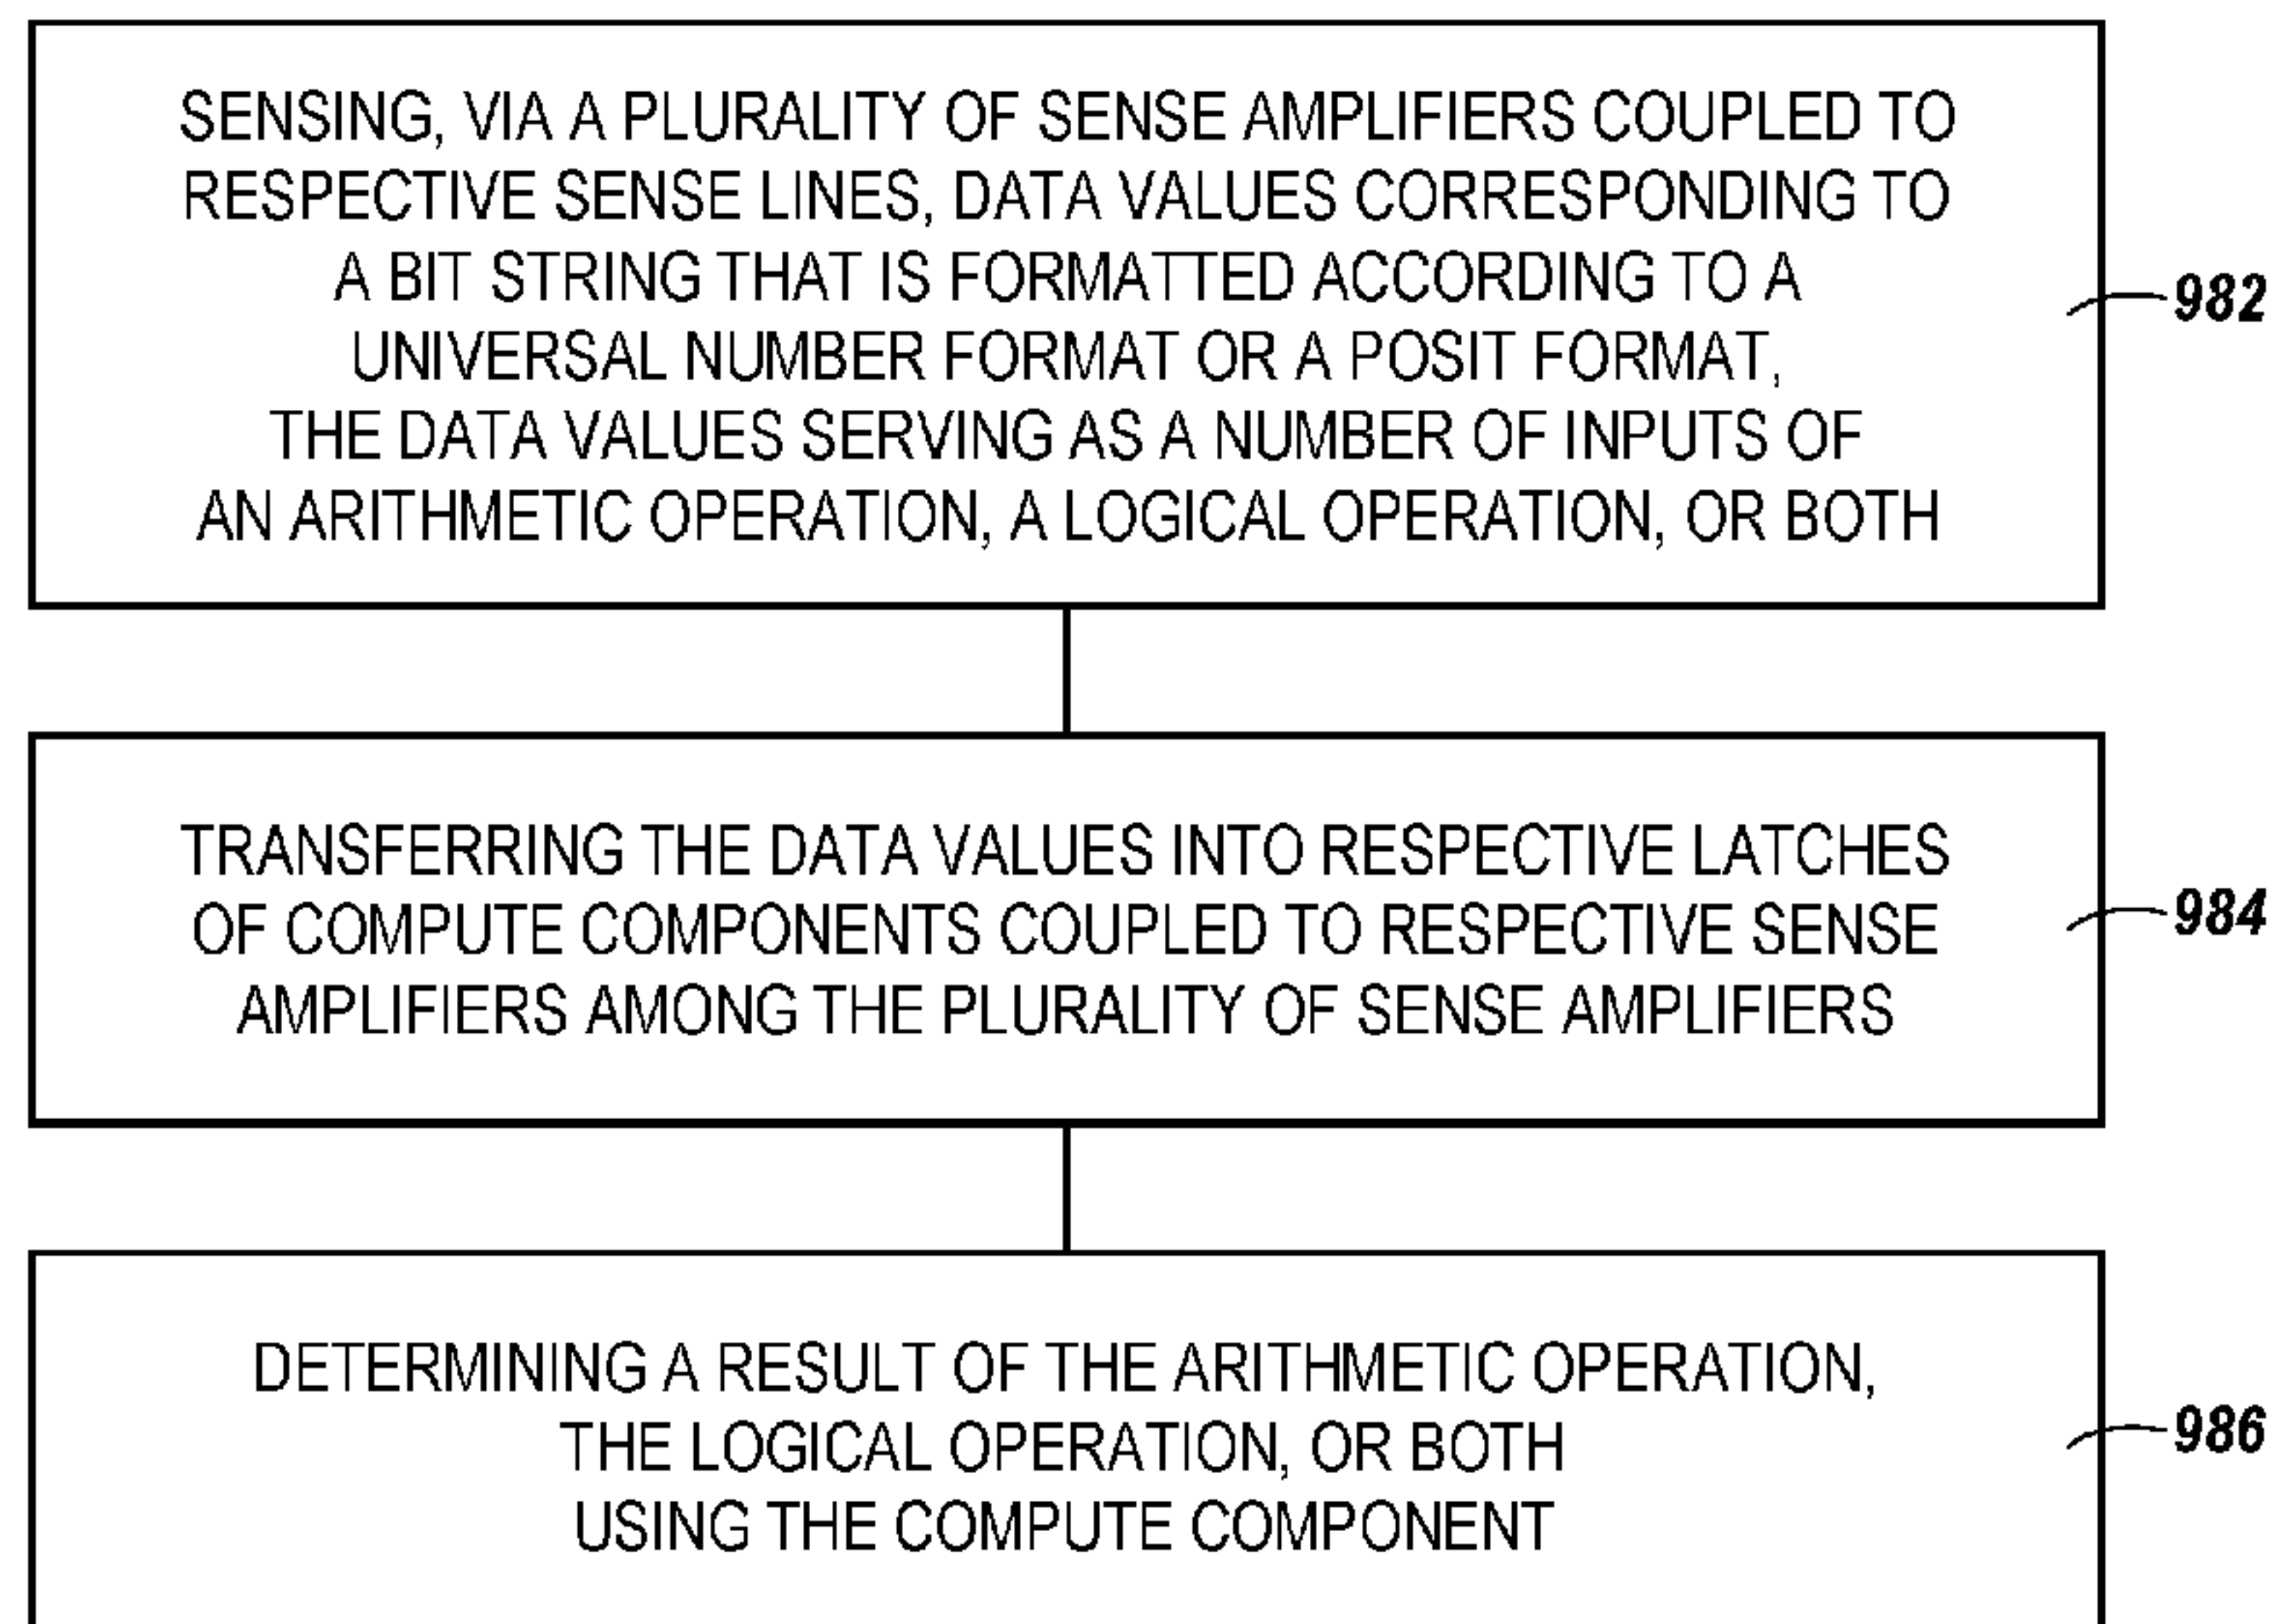 SENSING, VIA A PLURALITY OF SENSE AMPLIFIERS COUPLED TO
RESPECTIVE SENSE LINES, DATA VALUES CORRESPONDING TO
A BIT STRING THAT IS FORMATTED ACCORDING TO A
UNIVERSAL NUMBER FORMAT OR A POSIT FORMAT,
THE DATA VALUES SERVING AS A NUMBER OF INPUTS OF
AN ARITHMETIC OPERATION, A LOGICAL OPERATION, OR BOTH
982
TRANSFERRING THE DATA VALUES INTO RESPECTIVE LATCHES
OF COMPUTE COMPONENTS COUPLED TO RESPECTIVE SENSE
AMPLIFIERS AMONG THE PLURALITY OF SENSE AMPLIFIERS
984
DETERMINING A RESULT OF THE ARITHMETIC OPERATION,
THE LOGICAL OPERATION, OR BOTH
USING THE COMPUTE COMPONENT
986